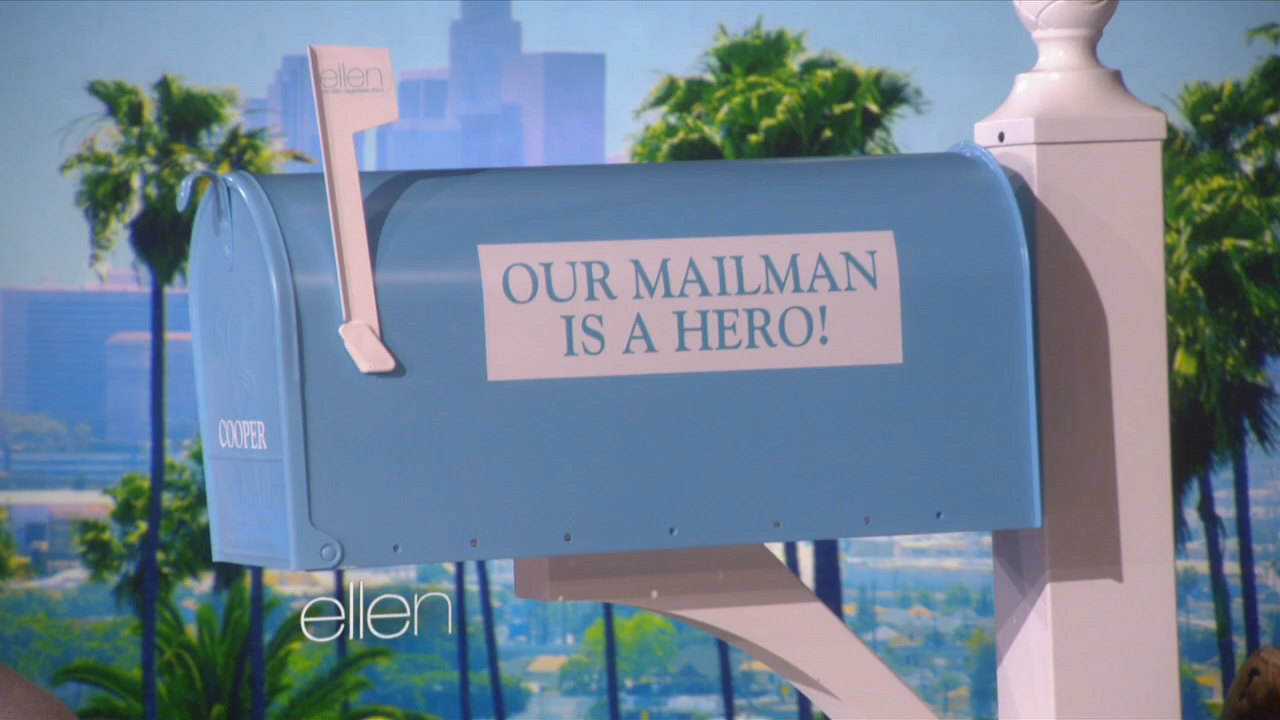 ellen
OUR MAILMAN
IS A HERO!
COOPER
ellen